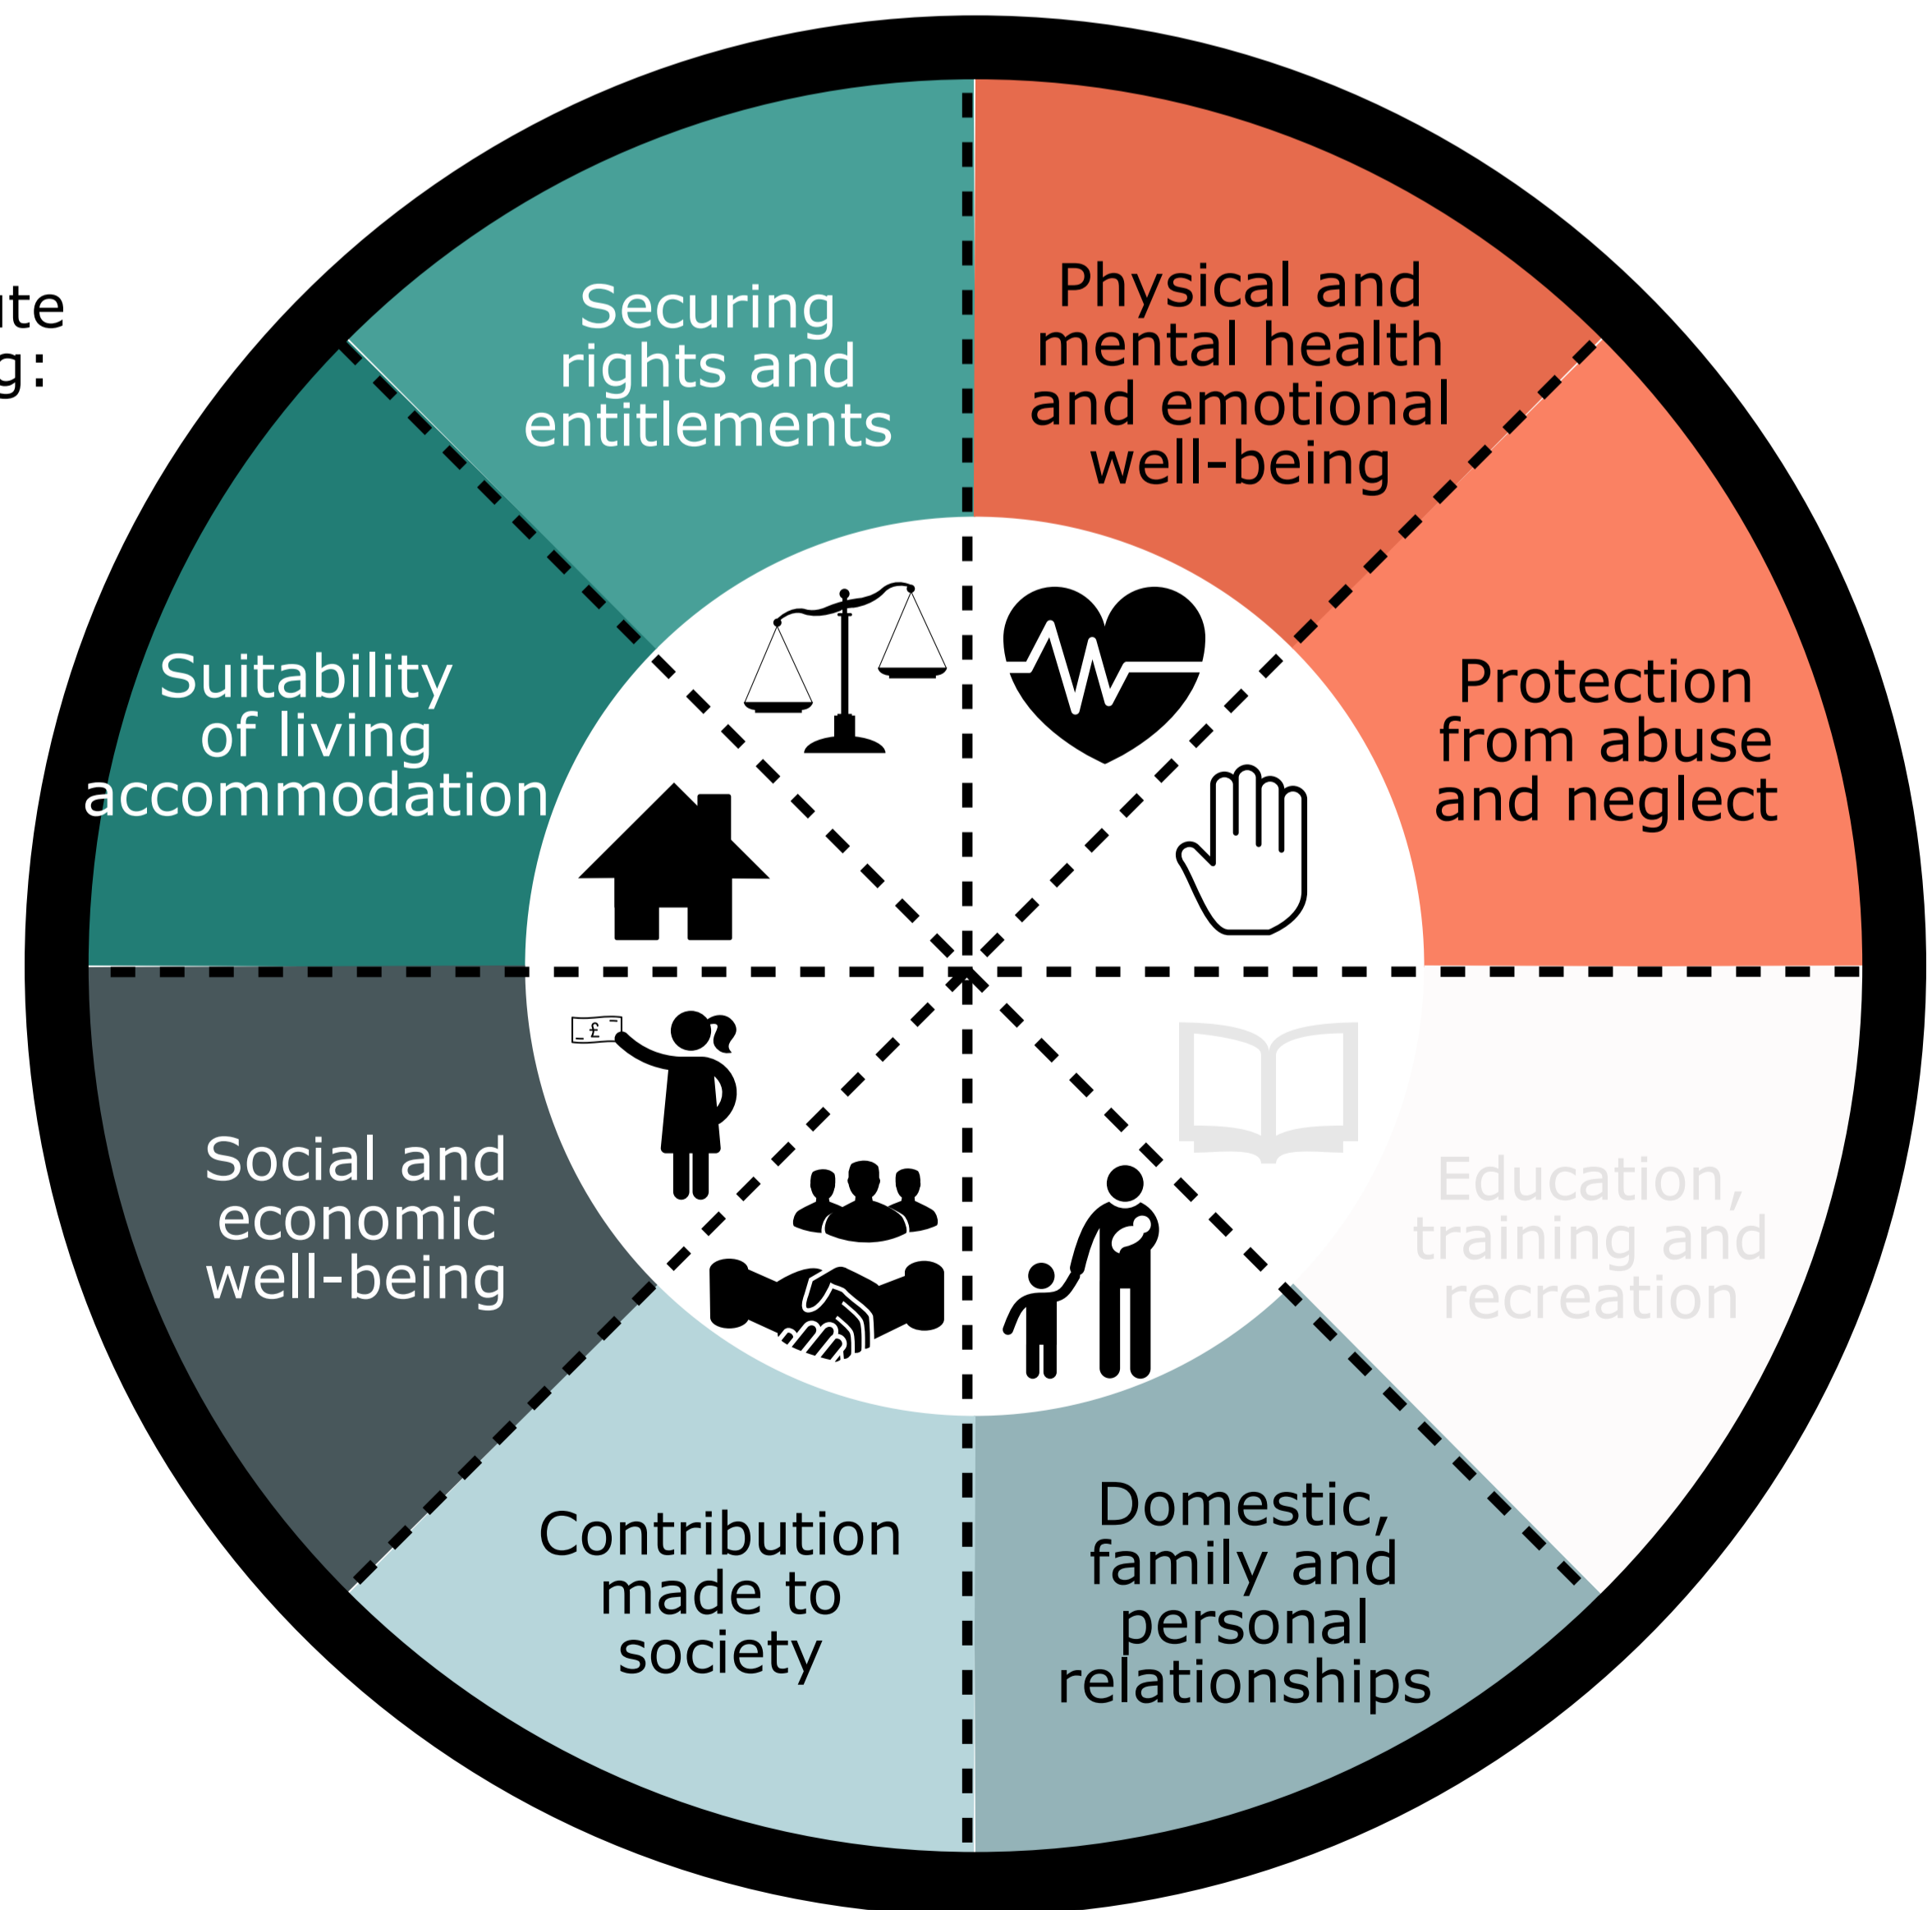 te
g:
Securing
rights and
entitlements
Physical and
mental health
and emotional
well-being
Suitability
of living
accommodation
Protection
from abuse
and neglect
£
Social and
economic
well-being
Education,
training and
recreation
Contribution
made to
society
Domestic,
family and
personal
relationships